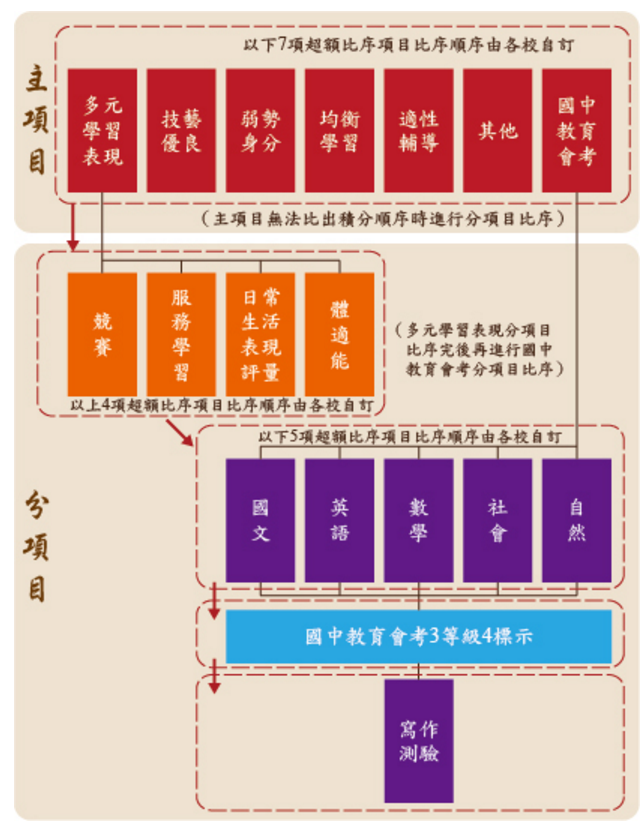 主項目
以下7項超額比序項目比序順序由各校自訂
多元
學習
表現
技藝
優良
弱勢
身分
均衡
學習
適性
輔導
其他
國中
教育
會考
（主項目無法比出積分順序時進行分項目比序）
分項目
競賽
服務學習
日常
生活
表現
評量
體適能
以上4項超額比序項目比序順序由各校自訂
（多元學習表現分項目
比序完後再進行國中
教育會考分項目比序）
以下5項超額比序項目比序順序由各校自訂
國文
英語
數學
社會
自然
國中教育會考3等級4標示
寫作
測驗